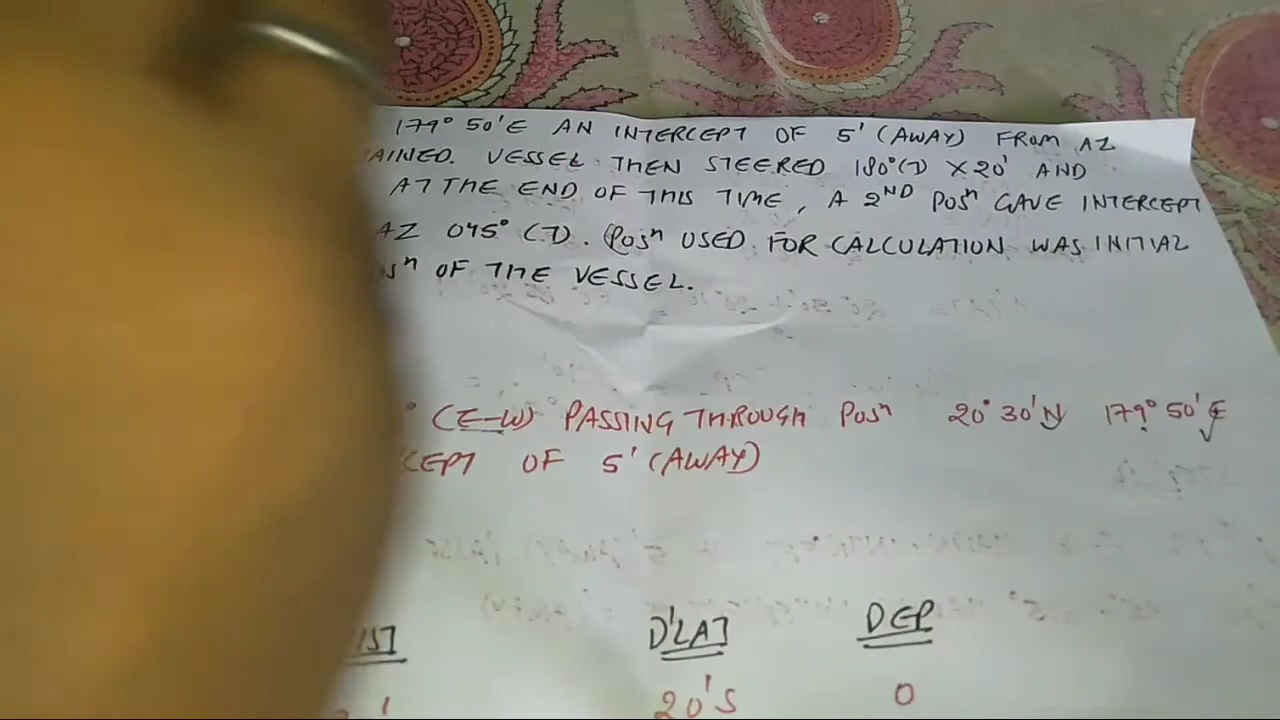 179° 50'E AN INTERCEPT OF 5' (AWAY) FROM AZ
AINED. VESSEL THEN STEERED 180°(T) X 20' AND
AT THE END OF THIS TIME, A 2ND POSn GAVE INTERCEPT
AZ 045° (T). (POSn USED FOR CALCULATION WAS INITIAL
OF THE VESSEL.
(E-W) PASSING THROUGH POSn 20° 30'N 179° 50'E
CEPT OF 5' (AWAY)
IST D'LAT DEP
20'S 0